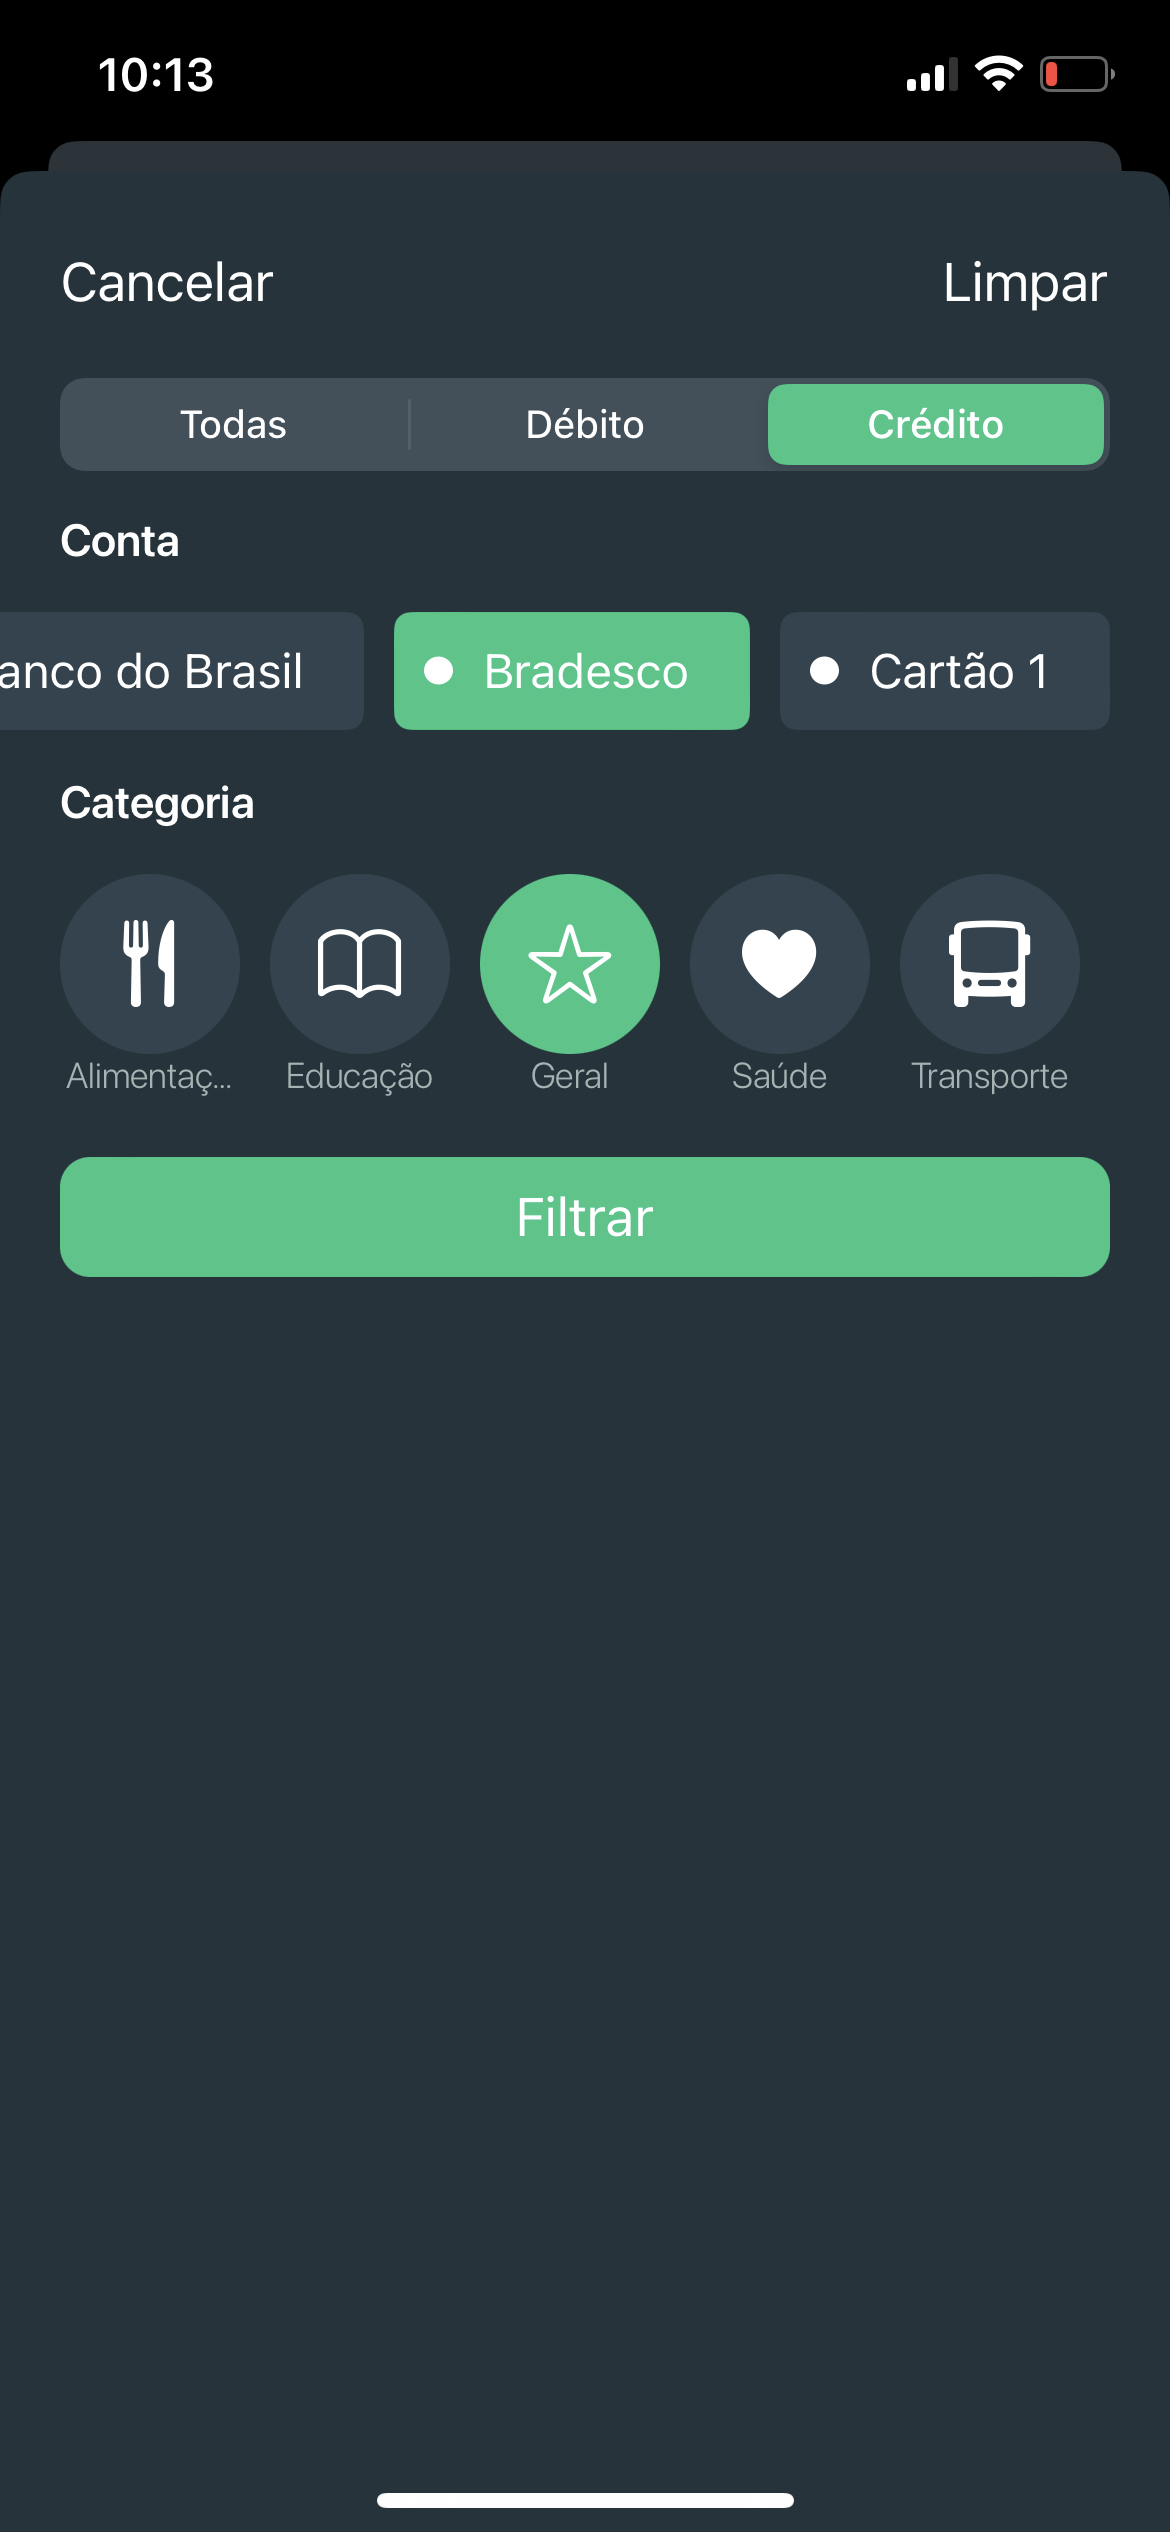 10:13
Cancelar Limpar
Todas Débito Crédito
Conta
anco do Brasil Bradesco Cartão 1
Categoria
Alimentaç... Educação Geral Saúde Transporte
Filtrar